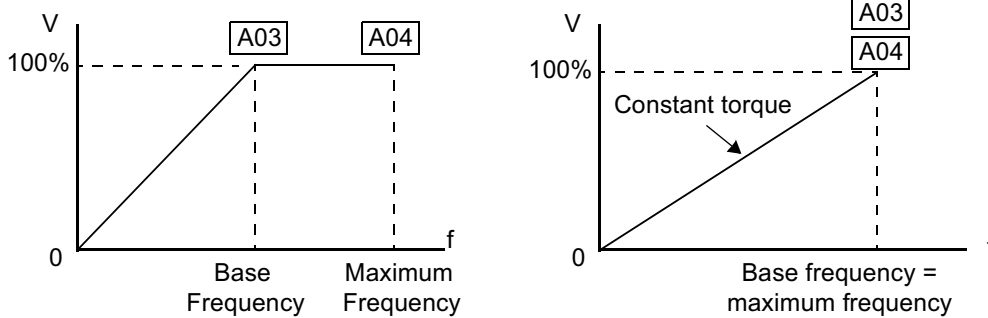 V
A03
A04
100%
0
f
Base
Frequency
Maximum
Frequency
A03
V
A04
100%
Constant torque
0
Base frequency =
maximum frequency